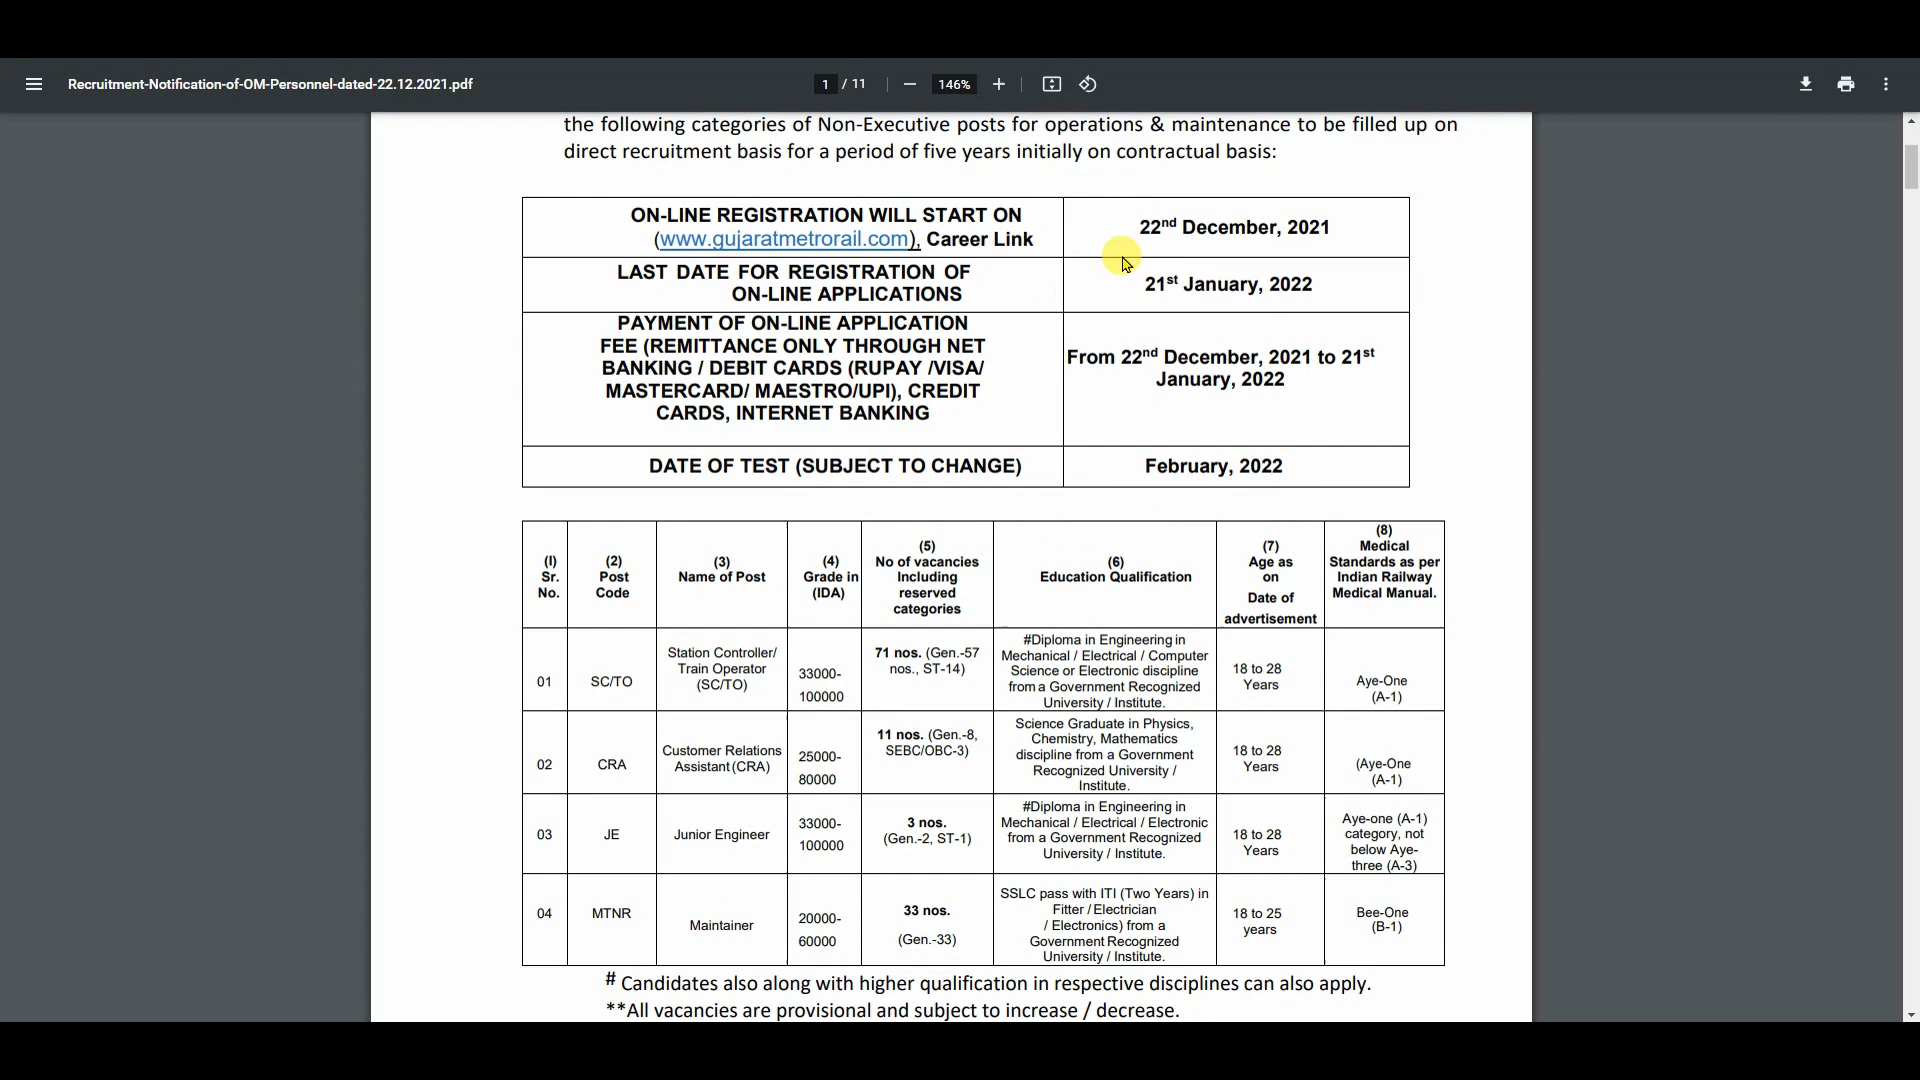 Recruitment-Notification-of-OM-Personnel-dated-22.12.2021.pdf
1 / 11
146%
the following categories of Non-Executive posts for operations & maintenance to be filled up on
direct recruitment basis for a period of five years initially on contractual basis:
ON-LINE REGISTRATION WILL START ON
(www.gujaratmetrorail.com), Career Link
22nd December, 2021
LAST DATE FOR REGISTRATION OF
ON-LINE APPLICATIONS
21st January, 2022
PAYMENT OF ON-LINE APPLICATION
FEE (REMITTANCE ONLY THROUGH NET
BANKING / DEBIT CARDS (RUPAY /VISA/
MASTERCARD/ MAESTRO/UPI), CREDIT
CARDS, INTERNET BANKING
From 22nd December, 2021 to 21st
January, 2022
DATE OF TEST (SUBJECT TO CHANGE)
February, 2022
(I)
Sr.
No.
(2)
Post
Code
(3)
Name of Post
(4)
Grade in
(IDA)
(5)
No of vacancies
Including
reserved
categories
(6)
Education Qualification
(7)
Age as
on
Date of
advertisement
(8)
Medical
Standards as per
Indian Railway
Medical Manual.
01
SC/TO
Station Controller/
Train Operator
(SC/TO)
33000-
100000
71 nos. (Gen.-57
nos., ST-14)
#Diploma in Engineering in
Mechanical / Electrical / Computer
Science or Electronic discipline
from a Government Recognized
University / Institute.
18 to 28
Years
Aye-One
(A-1)
02
CRA
Customer Relations
Assistant (CRA)
25000-
80000
11 nos. (Gen.-8,
SEBC/OBC-3)
Science Graduate in Physics,
Chemistry, Mathematics
discipline from a Government
Recognized University /
Institute.
18 to 28
Years
(Aye-One
(A-1)
03
JE
Junior Engineer
33000-
100000
3 nos.
(Gen.-2, ST-1)
#Diploma in Engineering in
Mechanical / Electrical / Electronic
from a Government Recognized
University / Institute.
18 to 28
Years
Aye-one (A-1)
category, not
below Aye-
three (A-3)
04
MTNR
Maintainer
20000-
60000
33 nos.
(Gen.-33)
SSLC pass with ITI (Two Years) in
Fitter / Electrician
/ Electronics) from a
Government Recognized
University / Institute.
18 to 25
years
Bee-One
(B-1)
# Candidates also along with higher qualification in respective disciplines can also apply.
**All vacancies are provisional and subject to increase / decrease.